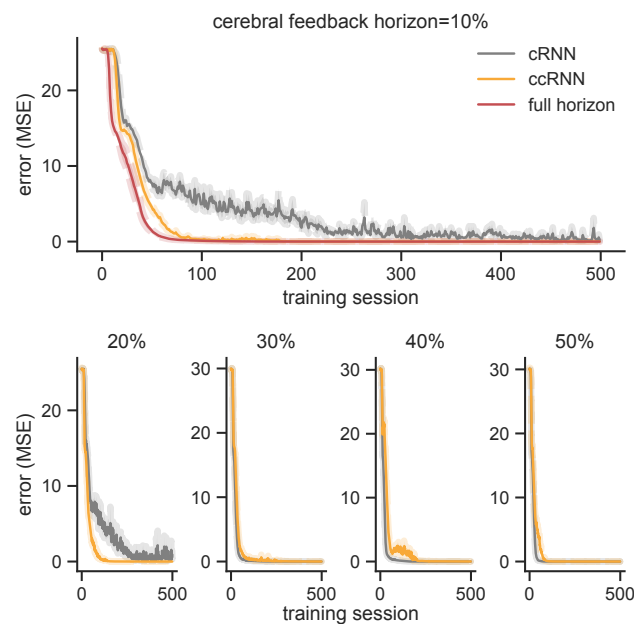 cerebral feedback horizon=10%
cRNN
ccRNN
full horizon
error (MSE)
20
10
0
0 100 200 300 400 500
training session
20% 30% 40% 50%
error (MSE)
20
10
0
30
20
10
0
30
20
10
0
30
20
10
0
0 500 0 500 0 500 0 500
training session